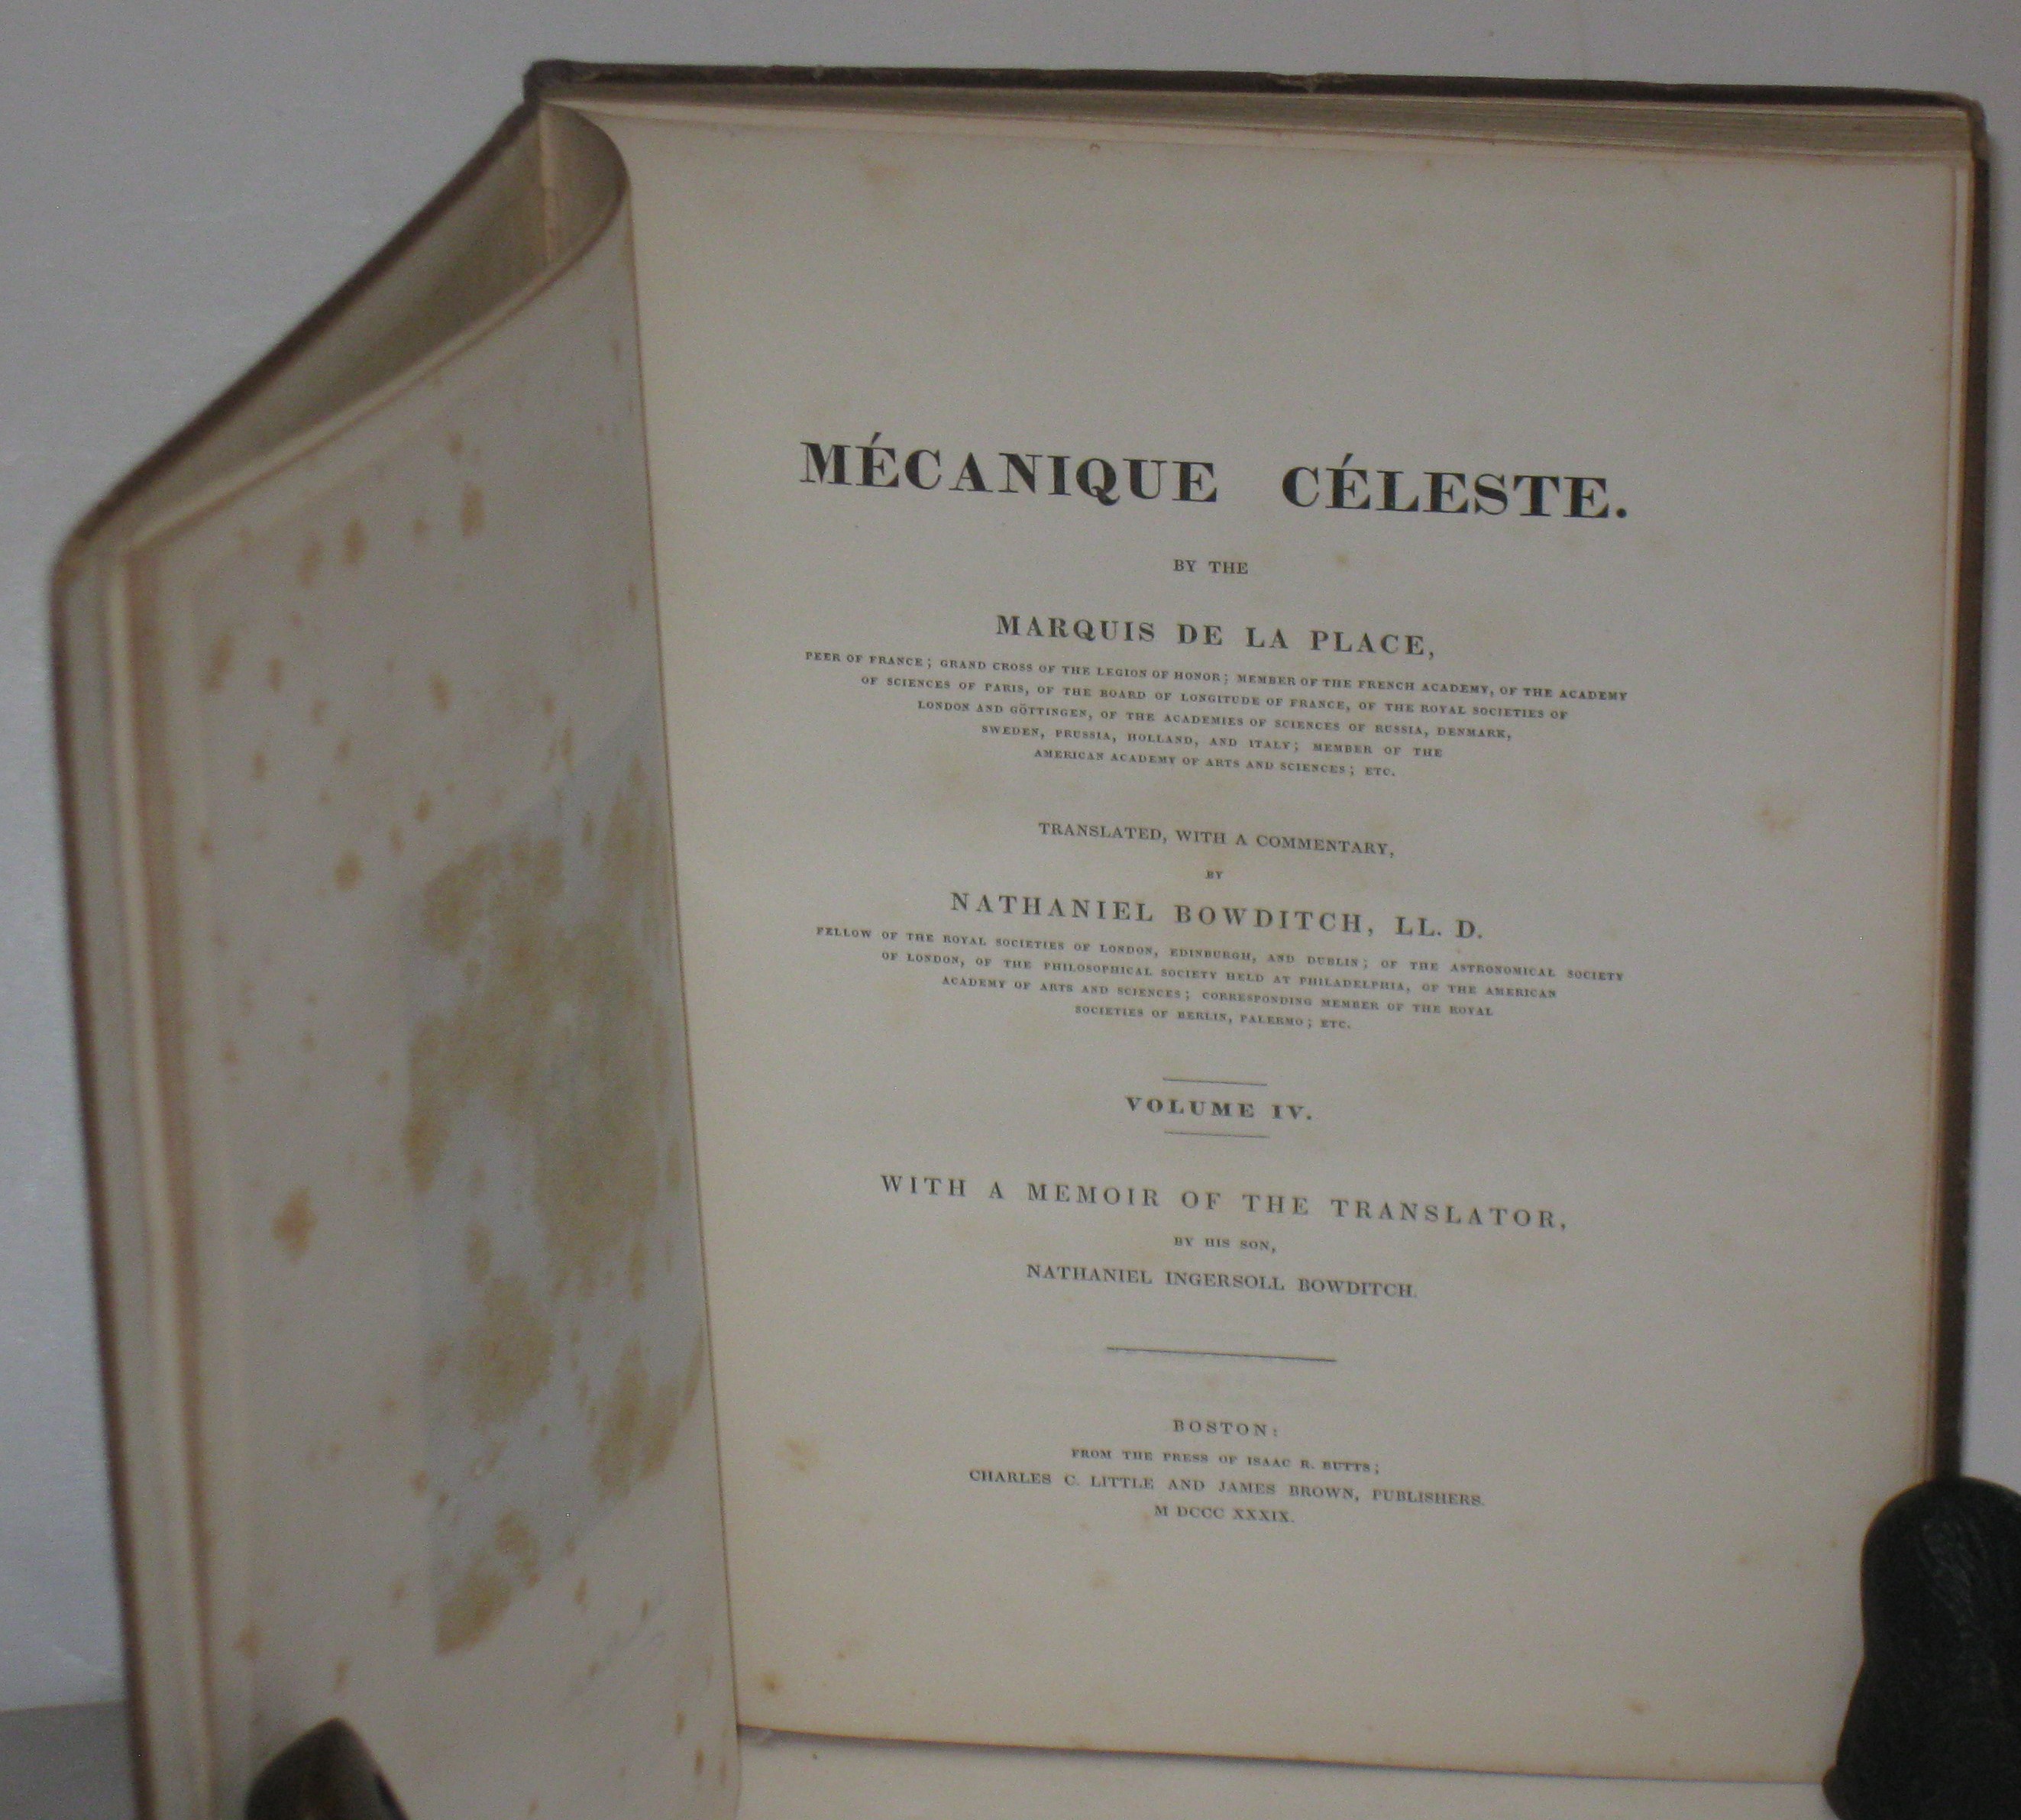 MÉCANIQUE CÉLESTE.
BY THE
MARQUIS DE LA PLACE,
PEER OF FRANCE; GRAND CROSS OF THE LEGION OF HONOR; MEMBER OF THE FRENCH ACADEMY, OF THE ACADEMY
OF SCIENCES OF PARIS, OF THE BOARD OF LONGITUDE OF FRANCE, OF THE ROYAL SOCIETIES OF
LONDON AND GÖTTINGEN, OF THE ACADEMIES OF SCIENCES OF RUSSIA, DENMARK,
SWEDEN, PRUSSIA, HOLLAND, AND ITALY; MEMBER OF THE
AMERICAN ACADEMY OF ARTS AND SCIENCES; ETC.
TRANSLATED, WITH A COMMENTARY,
BY
NATHANIEL BOWDITCH, LL. D.
FELLOW OF THE ROYAL SOCIETIES OF LONDON, EDINBURGH, AND DUBLIN; OF THE ASTRONOMICAL SOCIETY
OF LONDON, OF THE PHILOSOPHICAL SOCIETY HELD AT PHILADELPHIA, OF THE AMERICAN
ACADEMY OF ARTS AND SCIENCES; CORRESPONDING MEMBER OF THE ROYAL
SOCIETIES OF BERLIN, PALERMO; ETC.
VOLUME IV.
WITH A MEMOIR OF THE TRANSLATOR,
BY HIS SON,
NATHANIEL INGERSOLL BOWDITCH.
BOSTON:
FROM THE PRESS OF ISAAC R. BUTTS;
CHARLES C. LITTLE AND JAMES BROWN, PUBLISHERS.
M DCCC XXXIX.